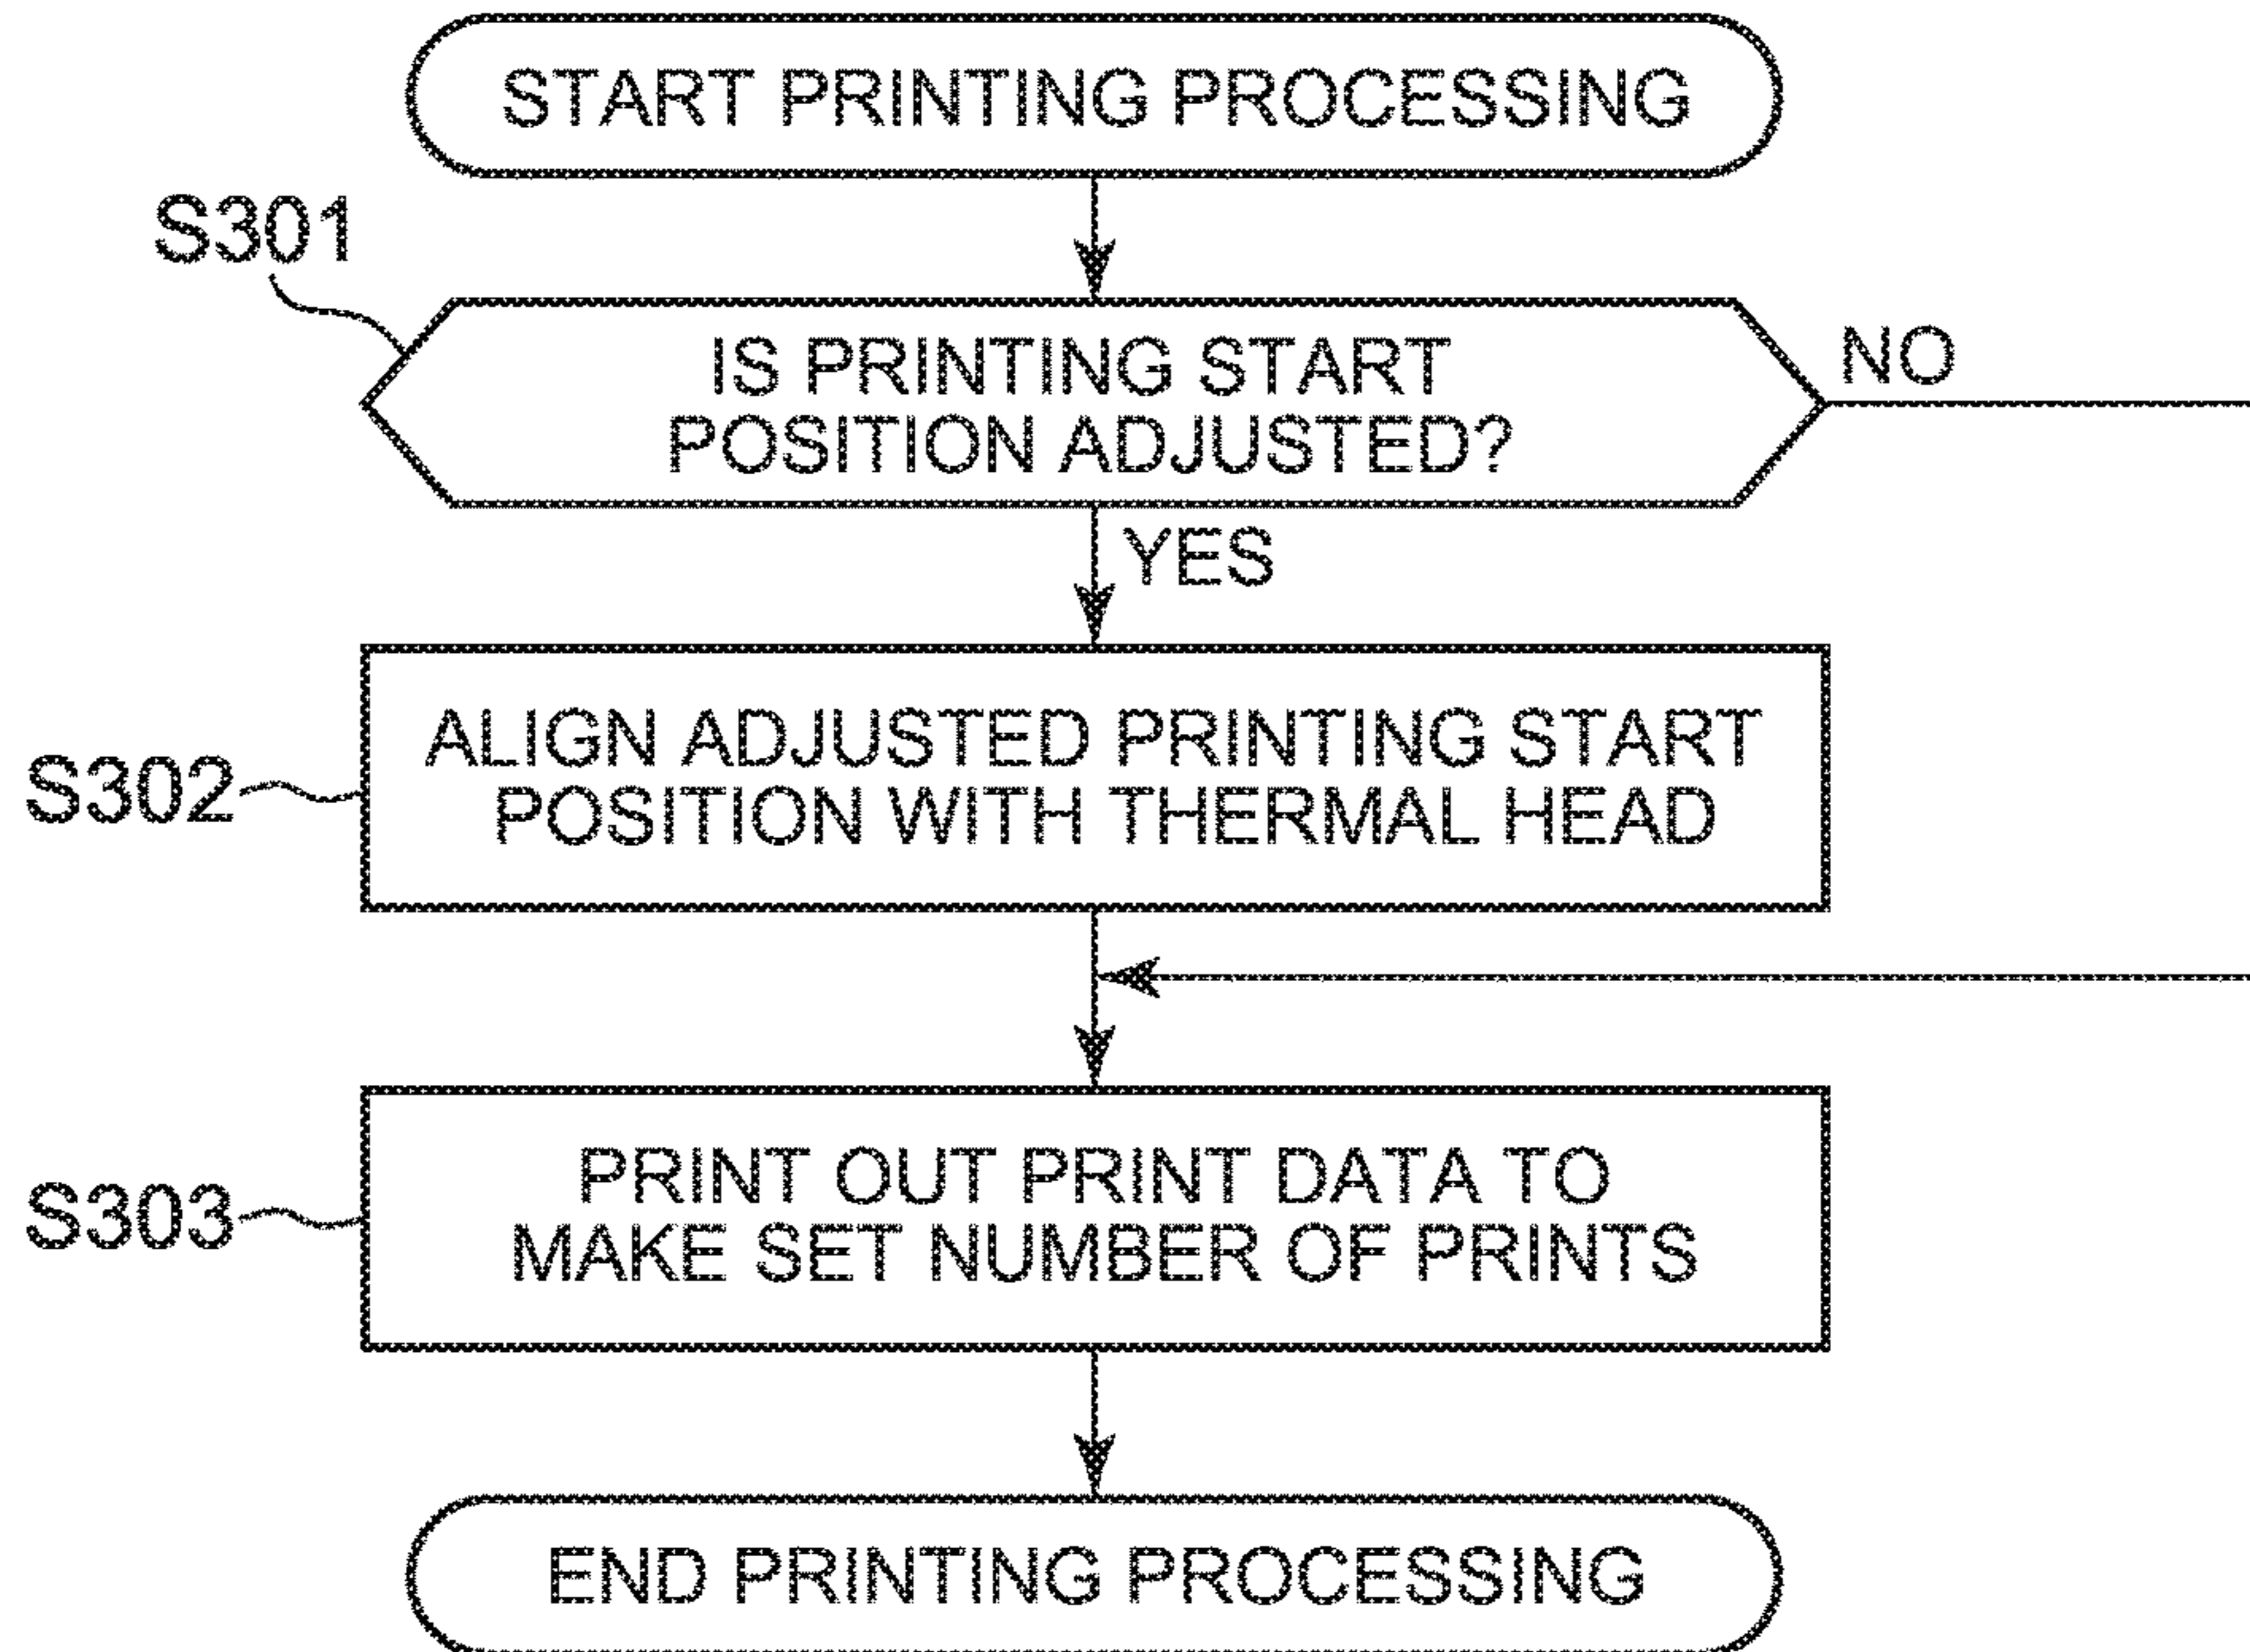 START PRINTING PROCESSING
S301
IS PRINTING START
POSITION ADJUSTED?
NO
YES
S302
ALIGN ADJUSTED PRINTING START
POSITION WITH THERMAL HEAD
S303
PRINT OUT PRINT DATA TO
MAKE SET NUMBER OF PRINTS
END PRINTING PROCESSING